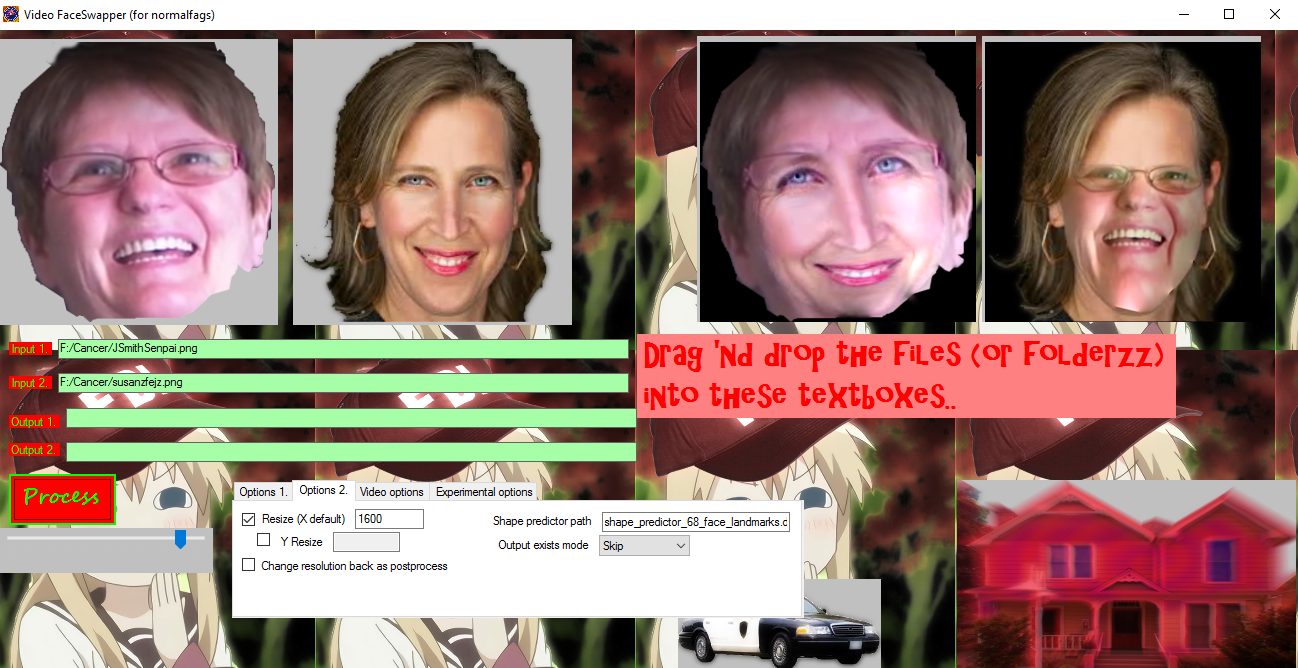 Video FaceSwapper (for normalfags)
Input 1.
F:/Cancer/JSmithSenpai.png
Input 2.
F:/Cancer/susanzfejz.png
Output 1.
Output 2.
Drag 'Nd drop the Files (or Folderzz)
into these textboxes..
Process
Options 1.
Options 2.
Video options
Experimental options
Resize (X default)
1600
Y Resize
Change resolution back as postprocess
Shape predictor path
shape_predictor_68_face_landmarks.c
Output exists mode
Skip